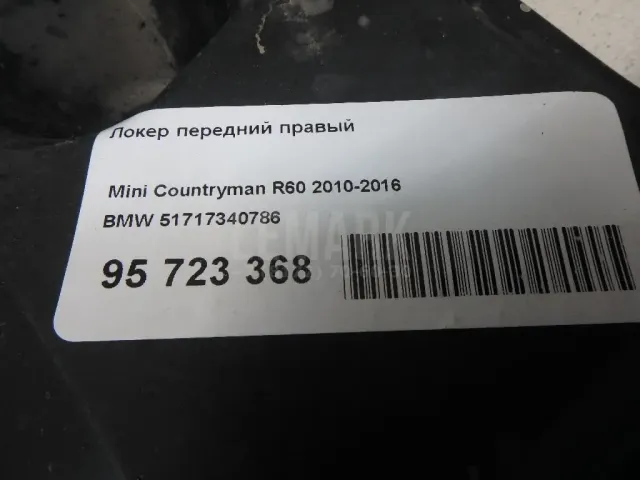 Локер передний правый
Mini Countryman R60 2010-2016
BMW 51717340786
95 723 368